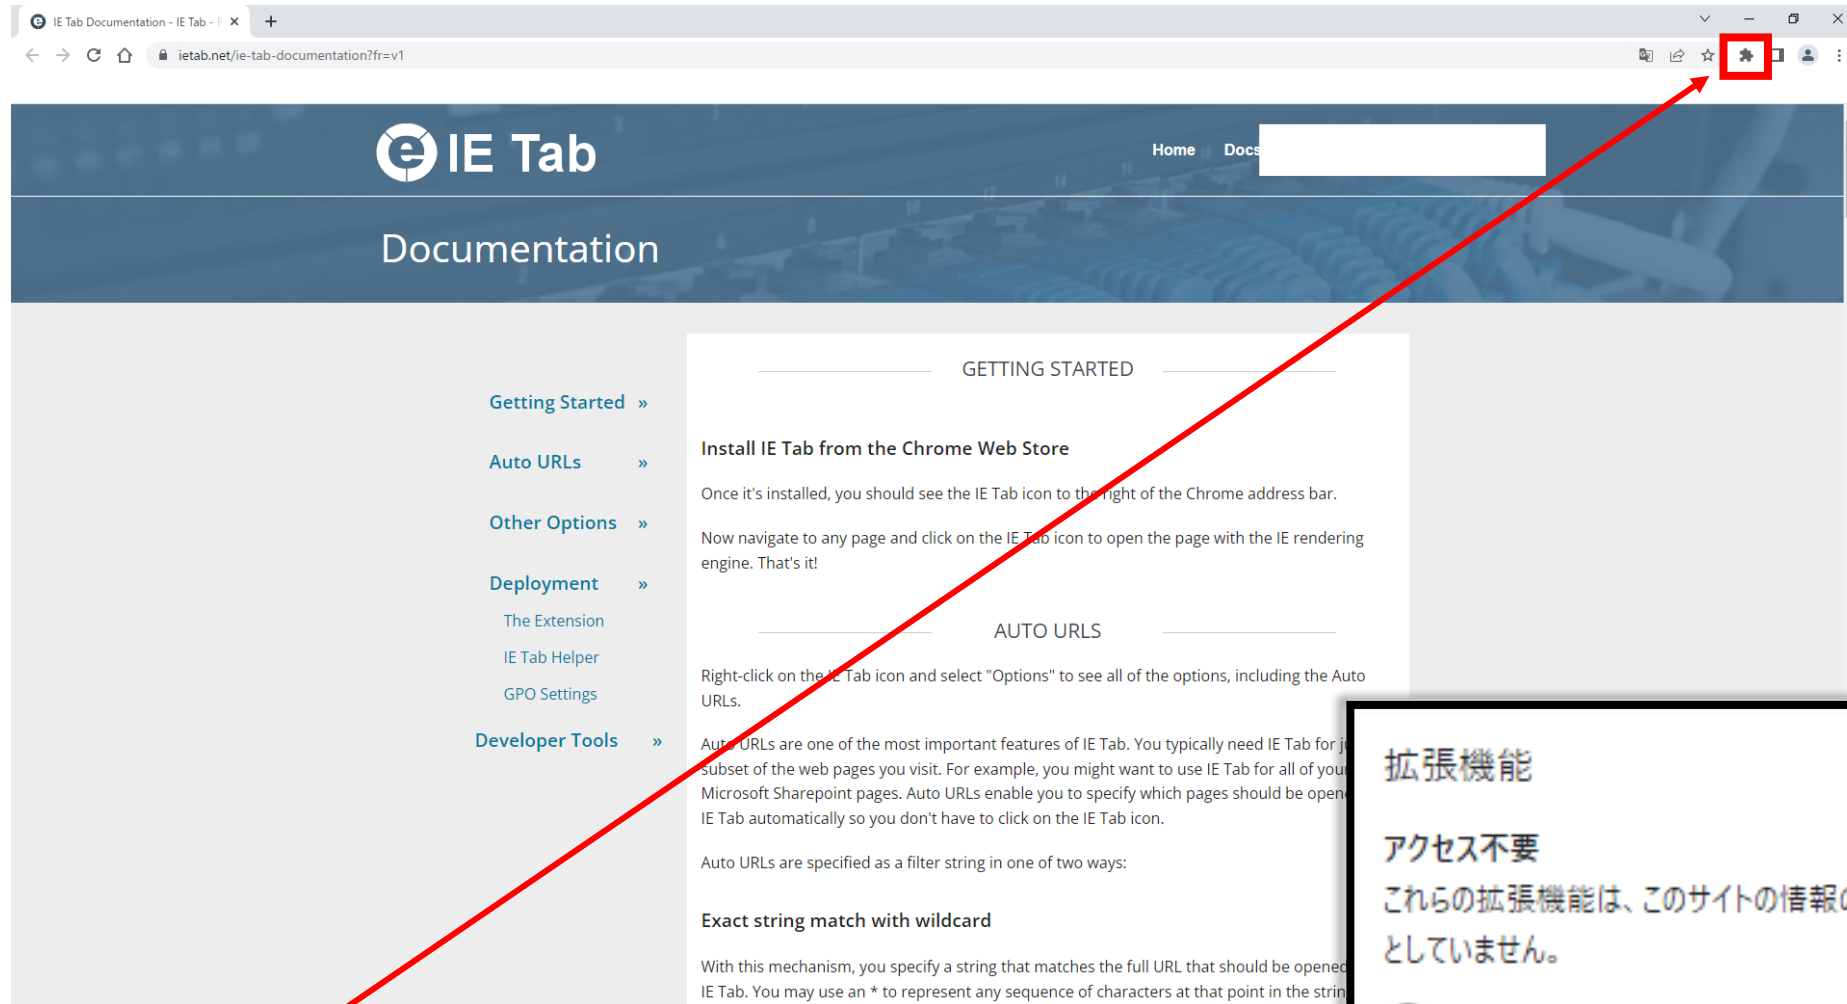 IE Tab Documentation - IE Tab -
ietab.net/ie-tab-documentation?fr=v1
IE Tab
Home Docs
Documentation
Getting Started »
Auto URLs »
Other Options »
Deployment »
The Extension
IE Tab Helper
GPO Settings
Developer Tools »
GETTING STARTED
Install IE Tab from the Chrome Web Store
Once it's installed, you should see the IE Tab icon to the right of the Chrome address bar.
Now navigate to any page and click on the IE Tab icon to open the page with the IE rendering
engine. That's it!
AUTO URLS
Right-click on the IE Tab icon and select "Options" to see all of the options, including the Auto
URLs.
Auto URLs are one of the most important features of IE Tab. You typically need IE Tab for
subset of the web pages you visit. For example, you might want to use IE Tab for all of your
Microsoft Sharepoint pages. Auto URLs enable you to specify which pages should be open
IE Tab automatically so you don't have to click on the IE Tab icon.
Auto URLs are specified as a filter string in one of two ways:
Exact string match with wildcard
With this mechanism, you specify a string that matches the full URL that should be opened
IE Tab. You may use an * to represent any sequence of characters at that point in the strin
拡張機能
アクセス不要
これらの拡張機能は、このサイトの情報の
としていません。